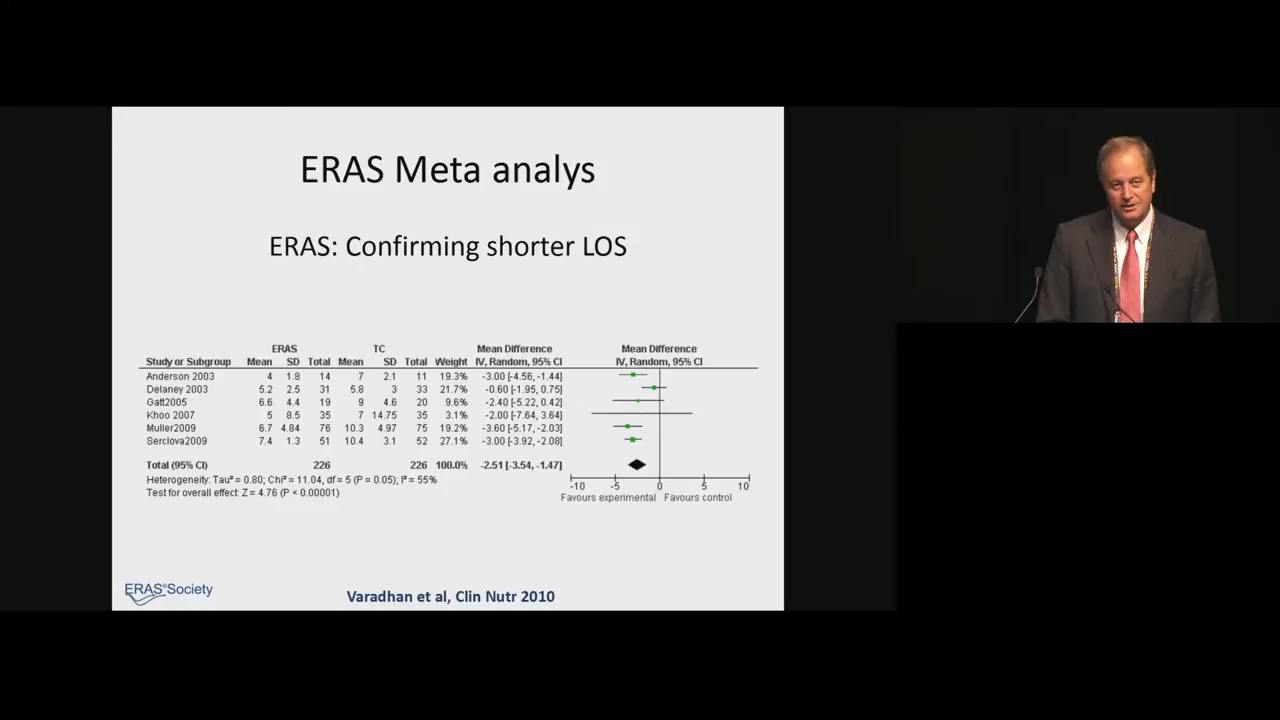 ERAS Meta analys
ERAS: Confirming shorter LOS
ERAS TC Mean Difference Mean Difference
Study or Subgroup Mean SD Total Mean SD Total Weight IV, Random, 95% CI IV, Random, 95% CI
Anderson 2003 4 1.8 14 7 2.1 11 19.3% -3.00 [-4.56, -1.44]
Delaney 2003 5.2 2.5 31 5.8 3 33 21.7% -0.60 [-1.95, 0.75]
Gatt2005 6.6 4.4 19 9 4.6 20 9.6% -2.40 [-5.22, 0.42]
Khoo 2007 5 8.5 35 7 14.75 35 3.1% -2.00 [-7.64, 3.64]
Muller2009 6.7 4.84 76 10.3 4.97 75 19.2% -3.60 [-5.17, -2.03]
Serclova2009 7.4 1.3 51 10.4 3.1 52 27.1% -3.00 [-3.92, -2.08]
Total (95% CI) 226 226 100.0% -2.51 [-3.54, -1.47]
Heterogeneity: Tau² = 0.80; Chi² = 11.04, df = 5 (P = 0.05); I² = 55%
Test for overall effect: Z = 4.76 (P < 0.00001)
-10 -5 0 5 10
Favours experimental Favours control
ERAS®Society
Varadhan et al, Clin Nutr 2010